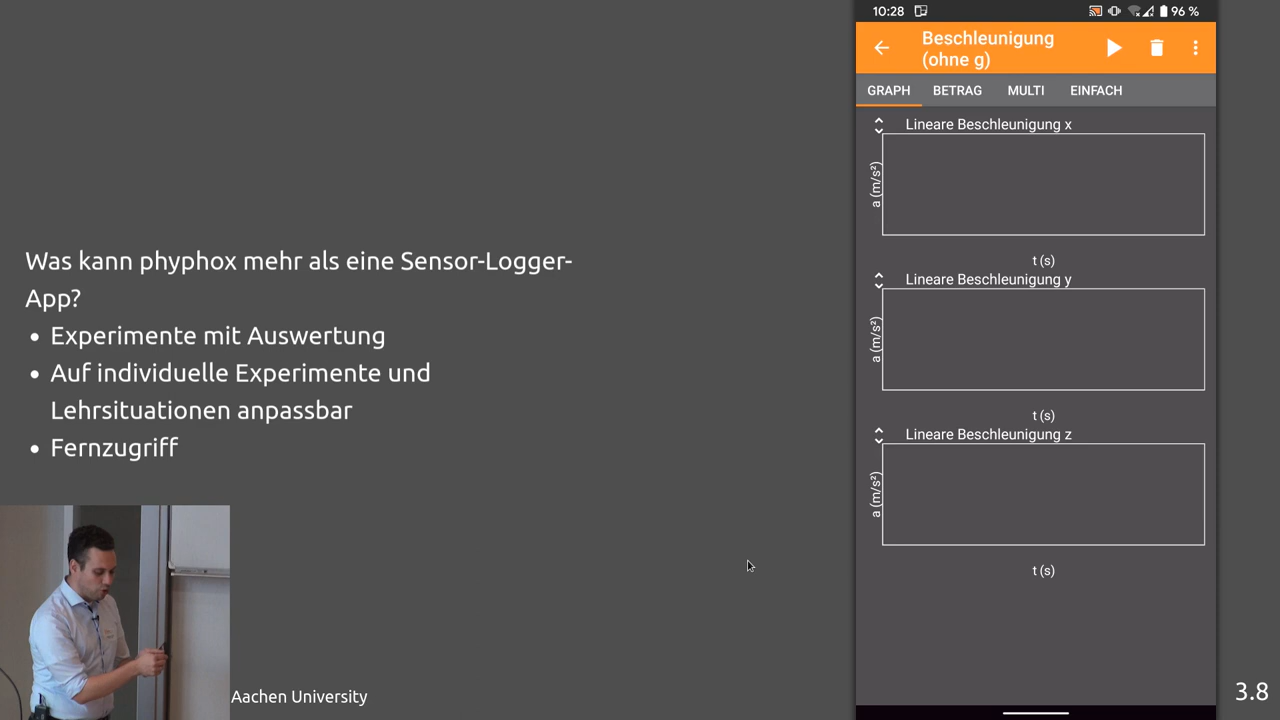 Was kann phyphox mehr als eine Sensor-Logger-
App?
• Experimente mit Auswertung
• Auf individuelle Experimente und
Lehrsituationen anpassbar
• Fernzugriff
Aachen University
3.8
10:28
96 %
Beschleunigung
(ohne g)
GRAPH BETRAG MULTI EINFACH
Lineare Beschleunigung x
a (m/s²)
t (s)
Lineare Beschleunigung y
a (m/s²)
t (s)
Lineare Beschleunigung z
a (m/s²)
t (s)